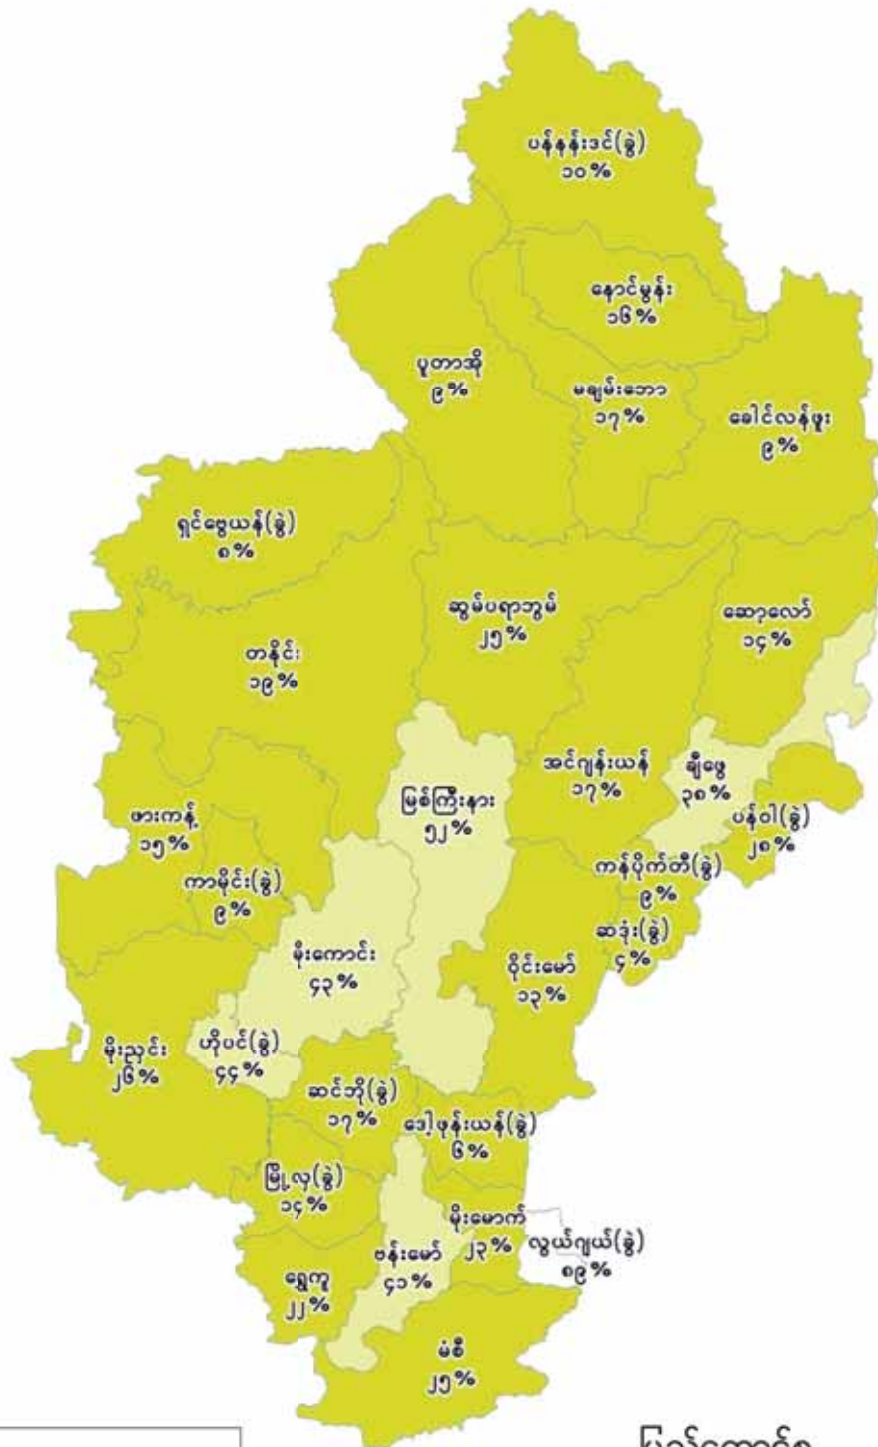 ပန်နန်းဒင်(ခွဲ)
၁၀%
နောင်မွန်း
၁၆%
ပူတာအို
၉%
မချမ်းဘော
၁၇%
ခေါင်လန်ဖူး
၉%
ရှင်ဗွေယန်(ခွဲ)
၈%
ဆွမ်ပရာဘွမ်
၂၅%
ဆော့လော်
၁၄%
တနိုင်း
၁၉%
အင်ဂျန်းယန်
၁၇%
ချီဖွေ
၃၈%
မြစ်ကြီးနား
၅၂%
ဖားကန့်
၁၅%
ပန်ဝါ(ခွဲ)
၂၈%
ကန်ပိုက်တီ(ခွဲ)
၉%
ကာမိုင်း(ခွဲ)
၉%
ဆဒုံး(ခွဲ)
၄%
မိုးကောင်း
၄၃%
ဝိုင်းမော်
၁၃%
မိုးညှင်း
၂၆%
ဟိုပင်(ခွဲ)
၄၄%
ဆင်ဘို(ခွဲ)
၁၇%
ဒေါ့ဖုန်းယန်(ခွဲ)
၆%
မြို့လှ(ခွဲ)
၁၄%
မိုးမောက်
၂၃%
လွယ်ဂျယ်(ခွဲ)
၈၉%
ဗန်းမော်
၄၁%
ရွှေကူ
၂၂%
မံစီ
၂၅%